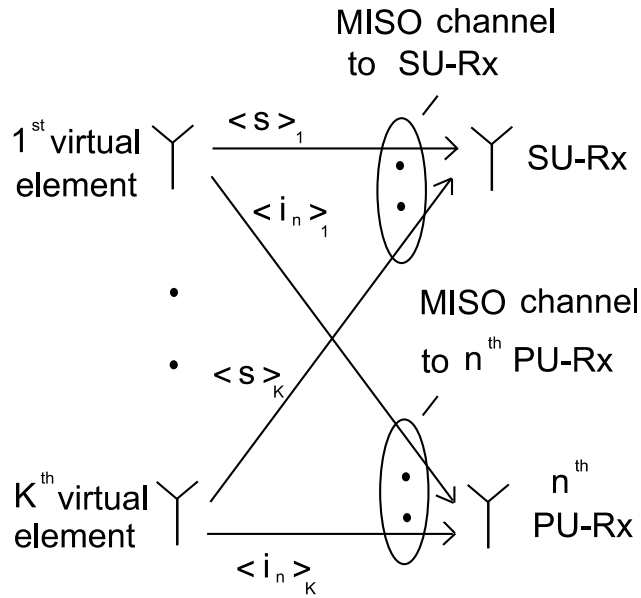 MISO channel
to SU-Rx
1st virtual
element
< s >1
SU-Rx
< in >1
MISO channel
to nth PU-Rx
< s >K
Kth virtual
element
nth
PU-Rx
< in >K